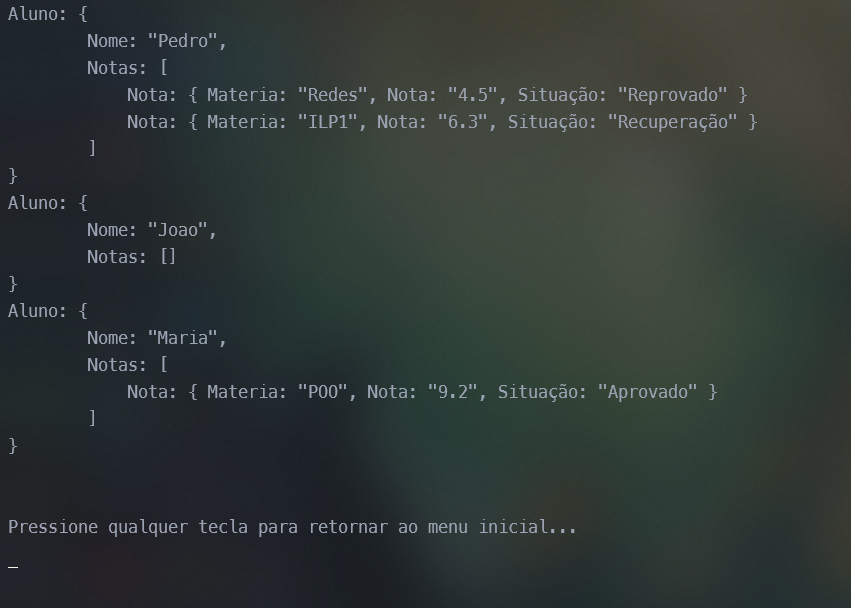 Aluno: {
Nome: "Pedro",
Notas: [
Nota: { Materia: "Redes", Nota: "4.5", Situação: "Reprovado" }
Nota: { Materia: "ILP1", Nota: "6.3", Situação: "Recuperação" }
]
}
Aluno: {
Nome: "Joao",
Notas: []
}
Aluno: {
Nome: "Maria",
Notas: [
Nota: { Materia: "POO", Nota: "9.2", Situação: "Aprovado" }
]
}
Pressione qualquer tecla para retornar ao menu inicial...
_